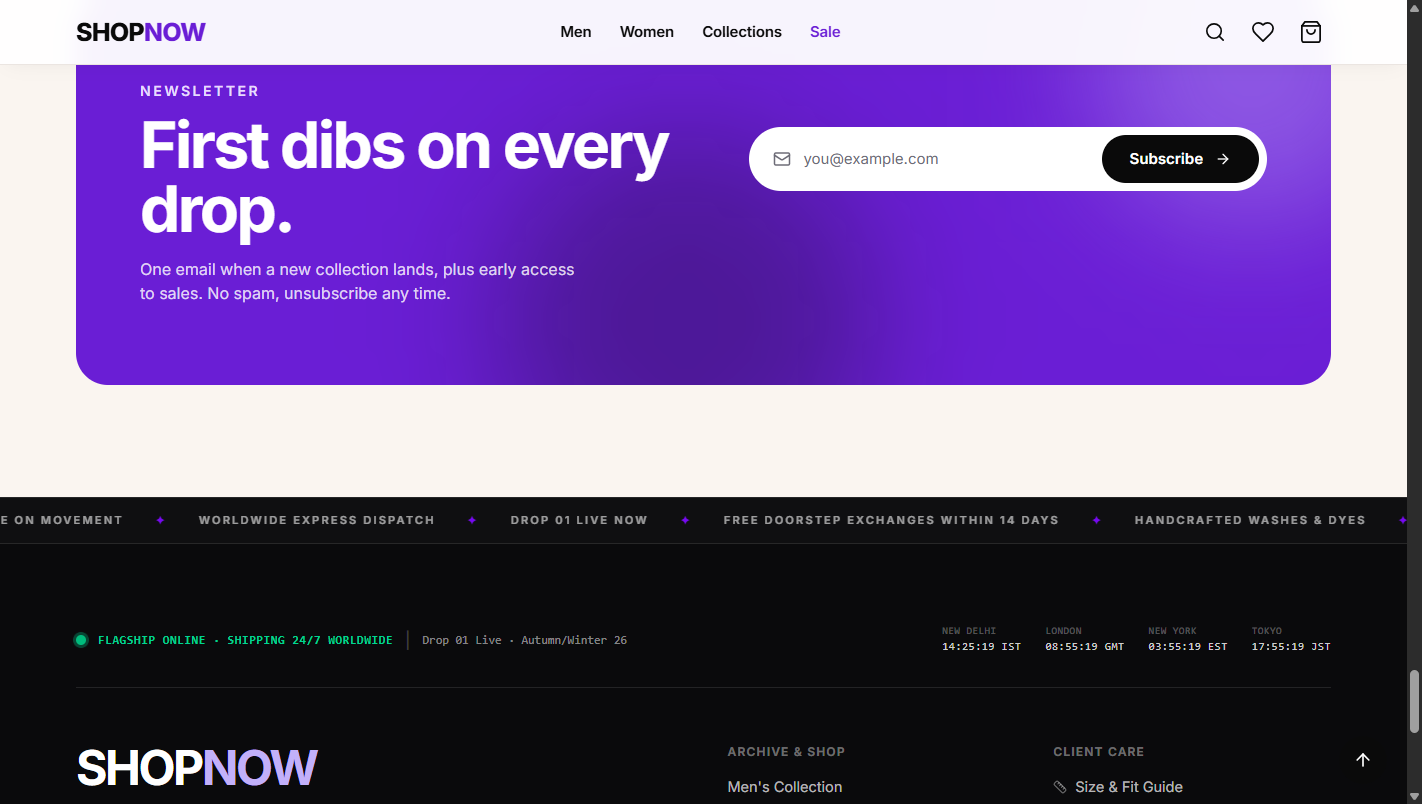 SHOPNOW
Men Women Collections Sale
NEWSLETTER
First dibs on every
drop.
One email when a new collection lands, plus early access
to sales. No spam, unsubscribe any time.
you@example.com
Subscribe →
E ON MOVEMENT ✦ WORLDWIDE EXPRESS DISPATCH ✦ DROP 01 LIVE NOW ✦ FREE DOORSTEP EXCHANGES WITHIN 14 DAYS ✦ HANDCRAFTED WASHES & DYES ✦
FLAGSHIP ONLINE · SHIPPING 24/7 WORLDWIDE | Drop 01 Live · Autumn/Winter 26
NEW DELHI LONDON NEW YORK TOKYO
14:25:19 IST 08:55:19 GMT 03:55:19 EST 17:55:19 JST
SHOPNOW
ARCHIVE & SHOP
Men's Collection
CLIENT CARE
Size & Fit Guide